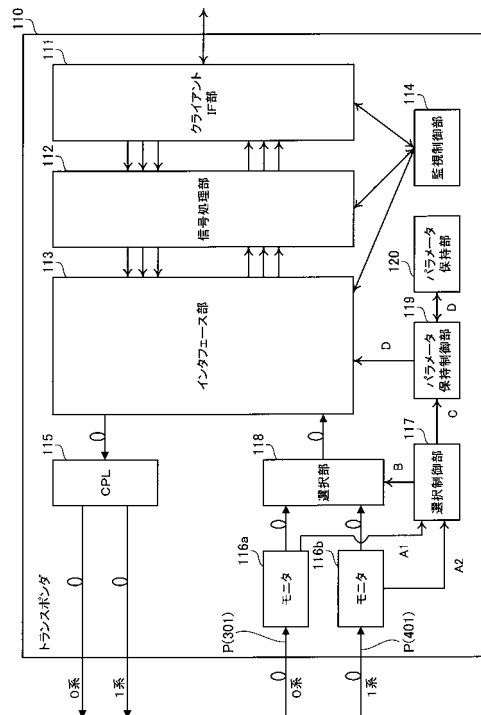 110
トランスポンダ
111
クライアント
IF部
112
信号処理部
113
インタフェース部
114
監視制御部
120
パラメータ
保持部
D
119
パラメータ
保持制御部
D
C
117
選択制御部
B
118
選択部
115
CPL
116a
モニタ
116b
モニタ
A1
A2
P(301)
P(401)
0系
1系
0系
1系